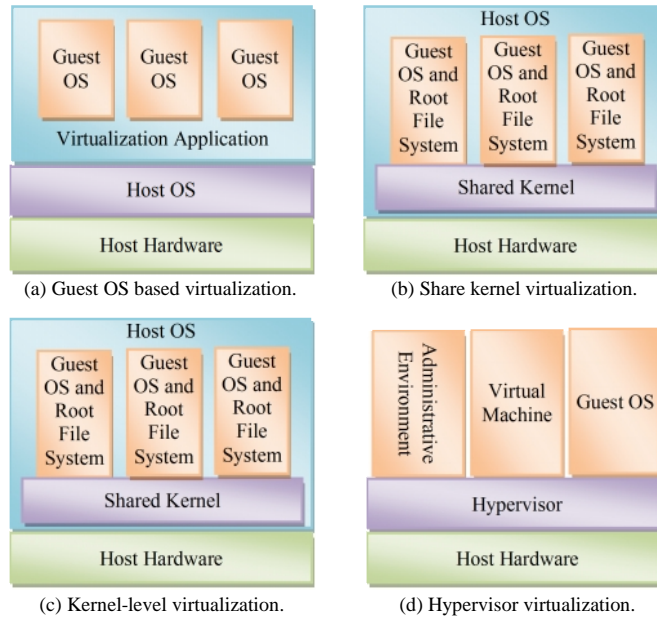 Guest
OS
Guest
OS
Guest
OS
Virtualization Application
Host OS
Host Hardware
(a) Guest OS based virtualization.
Host OS
Guest
OS and
Root
File
System
Guest
OS and
Root
File
System
Guest
OS and
Root
File
System
Shared Kernel
Host Hardware
(b) Share kernel virtualization.
Host OS
Guest
OS and
Root
File
System
Guest
OS and
Root
File
System
Guest
OS and
Root
File
System
Shared Kernel
Host Hardware
(c) Kernel-level virtualization.
Administrative
Environment
Virtual
Machine
Guest OS
Hypervisor
Host Hardware
(d) Hypervisor virtualization.